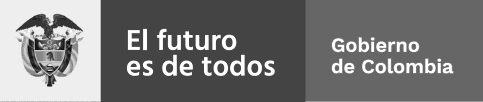 El futuro
es de todos
Gobierno
de Colombia